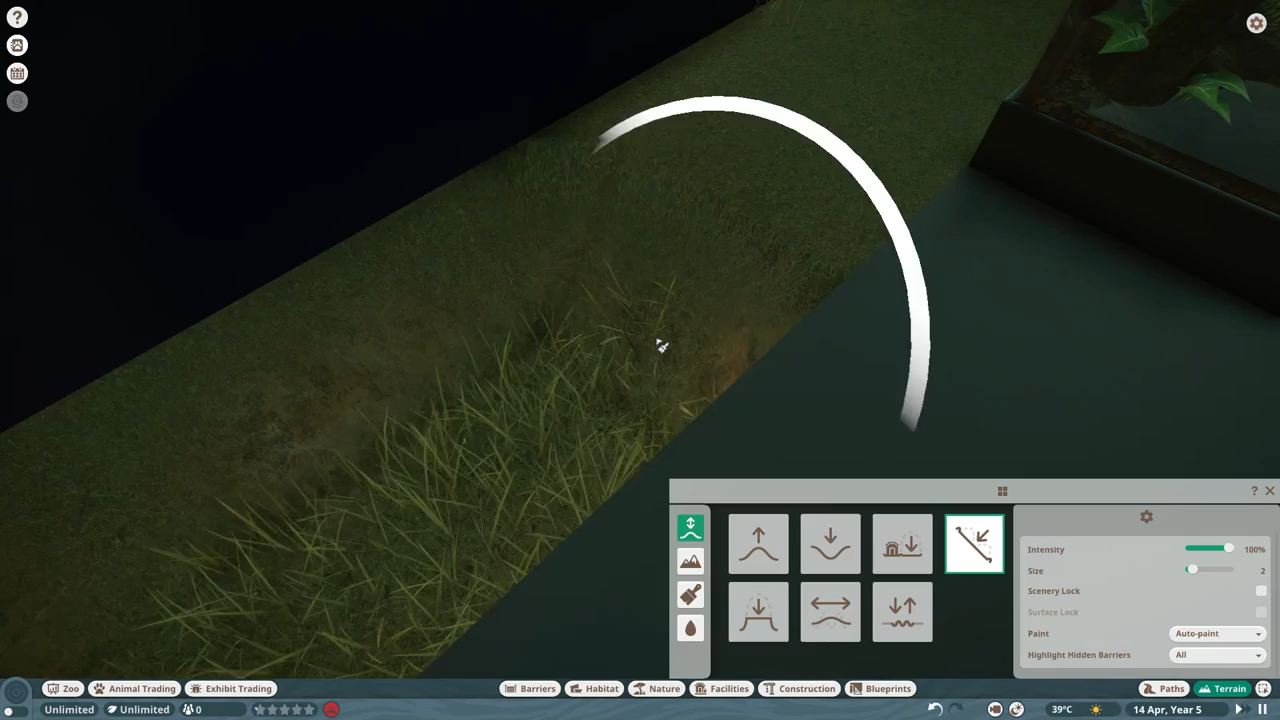 ?
?
Intensity 100%
Size 2
Scenery Lock
Surface Lock
Paint Auto-paint
Highlight Hidden Barriers All
Zoo Animal Trading Exhibit Trading Barriers Habitat Nature Facilities Construction Blueprints Paths Terrain
Unlimited Unlimited 0 39°C 14 Apr, Year 5